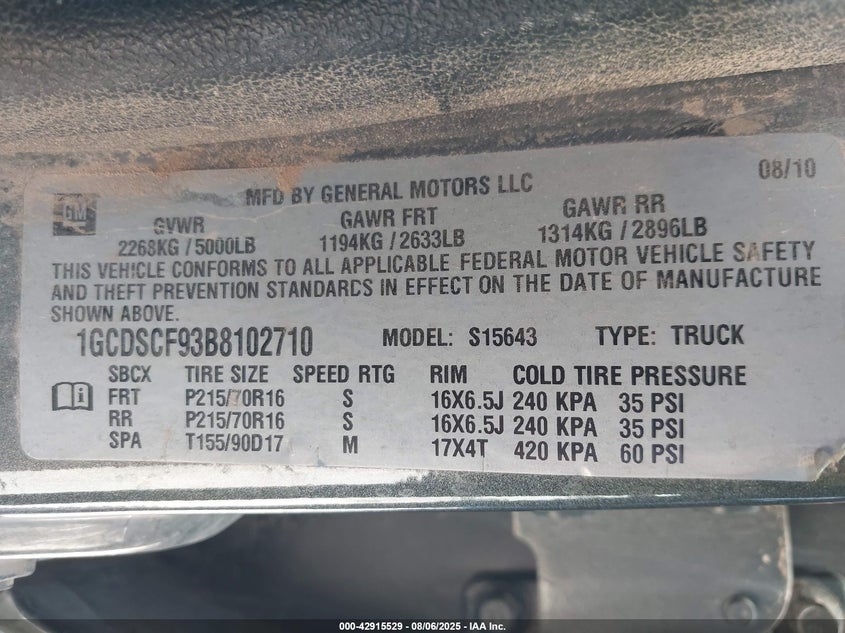 08/10
GM
MFD BY GENERAL MOTORS LLC
GVWR GAWR FRT GAWR RR
2268KG / 5000LB 1194KG / 2633LB 1314KG / 2896LB
THIS VEHICLE CONFORMS TO ALL APPLICABLE FEDERAL MOTOR VEHICLE SAFETY
AND THEFT PREVENTION STANDARDS IN EFFECT ON THE DATE OF MANUFACTURE
SHOWN ABOVE.
1GCDSCF93B8102710 MODEL: S15643 TYPE: TRUCK
SBCX TIRE SIZE SPEED RTG RIM COLD TIRE PRESSURE
FRT P215/70R16 S 16X6.5J 240 KPA 35 PSI
RR P215/70R16 S 16X6.5J 240 KPA 35 PSI
SPA T155/90D17 M 17X4T 420 KPA 60 PSI
000-42915529 - 08/06/2025 - IAA Inc.